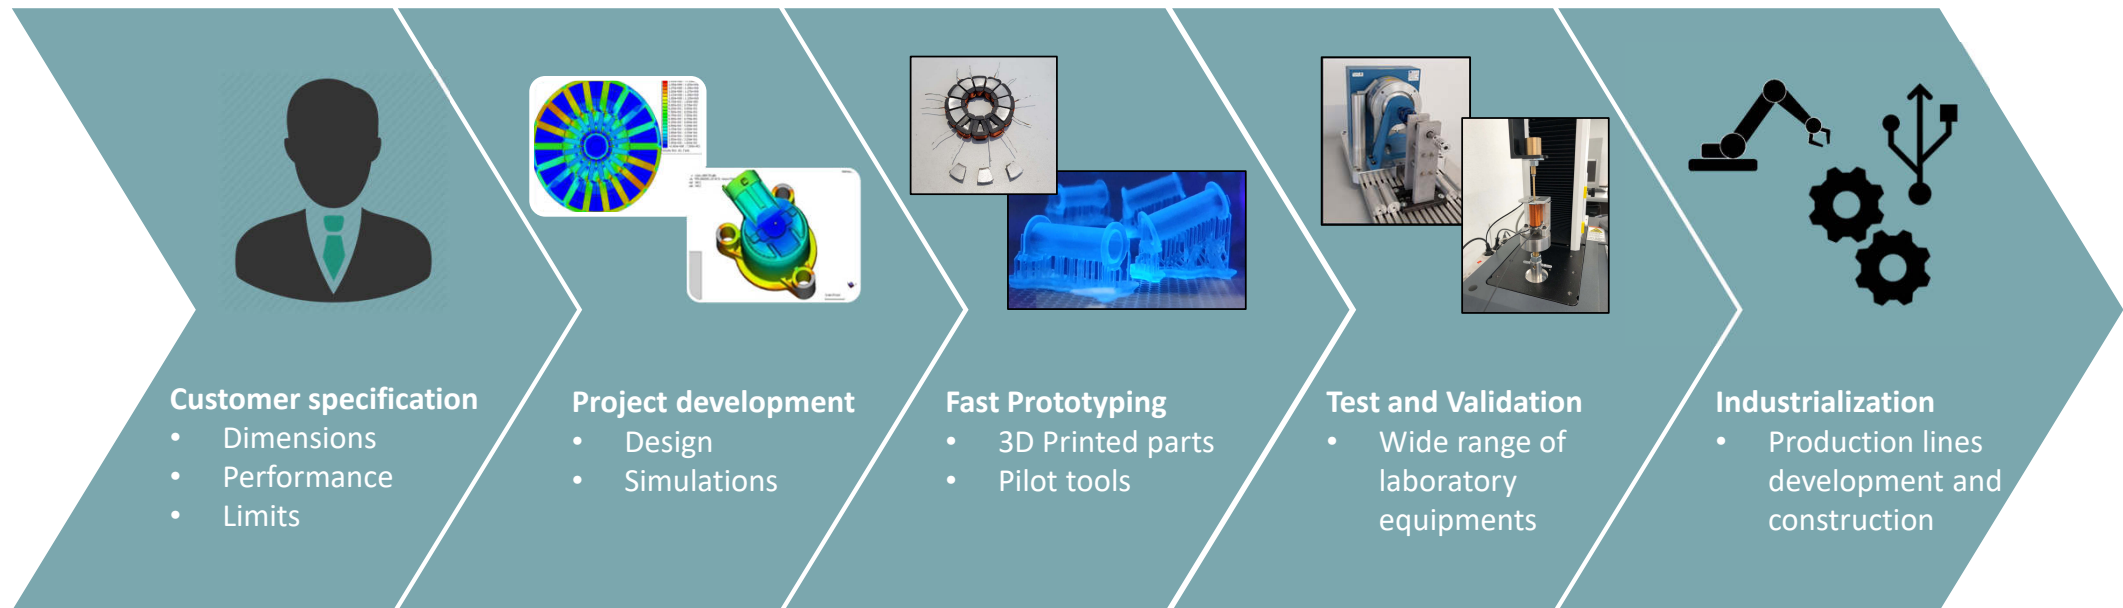 Customer specification
• Dimensions
• Performance
• Limits
Project development
• Design
• Simulations
Fast Prototyping
• 3D Printed parts
• Pilot tools
Test and Validation
• Wide range of
laboratory
equipments
Industrialization
• Production lines
development and
construction